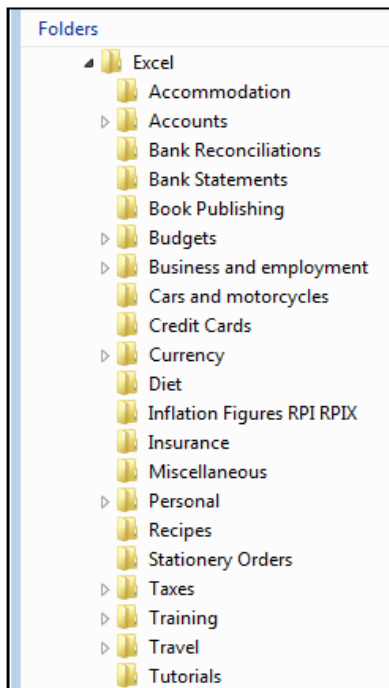 Folders
Excel
Accommodation
Accounts
Bank Reconciliations
Bank Statements
Book Publishing
Budgets
Business and employment
Cars and motorcycles
Credit Cards
Currency
Diet
Inflation Figures RPI RPIX
Insurance
Miscellaneous
Personal
Recipes
Stationery Orders
Taxes
Training
Travel
Tutorials